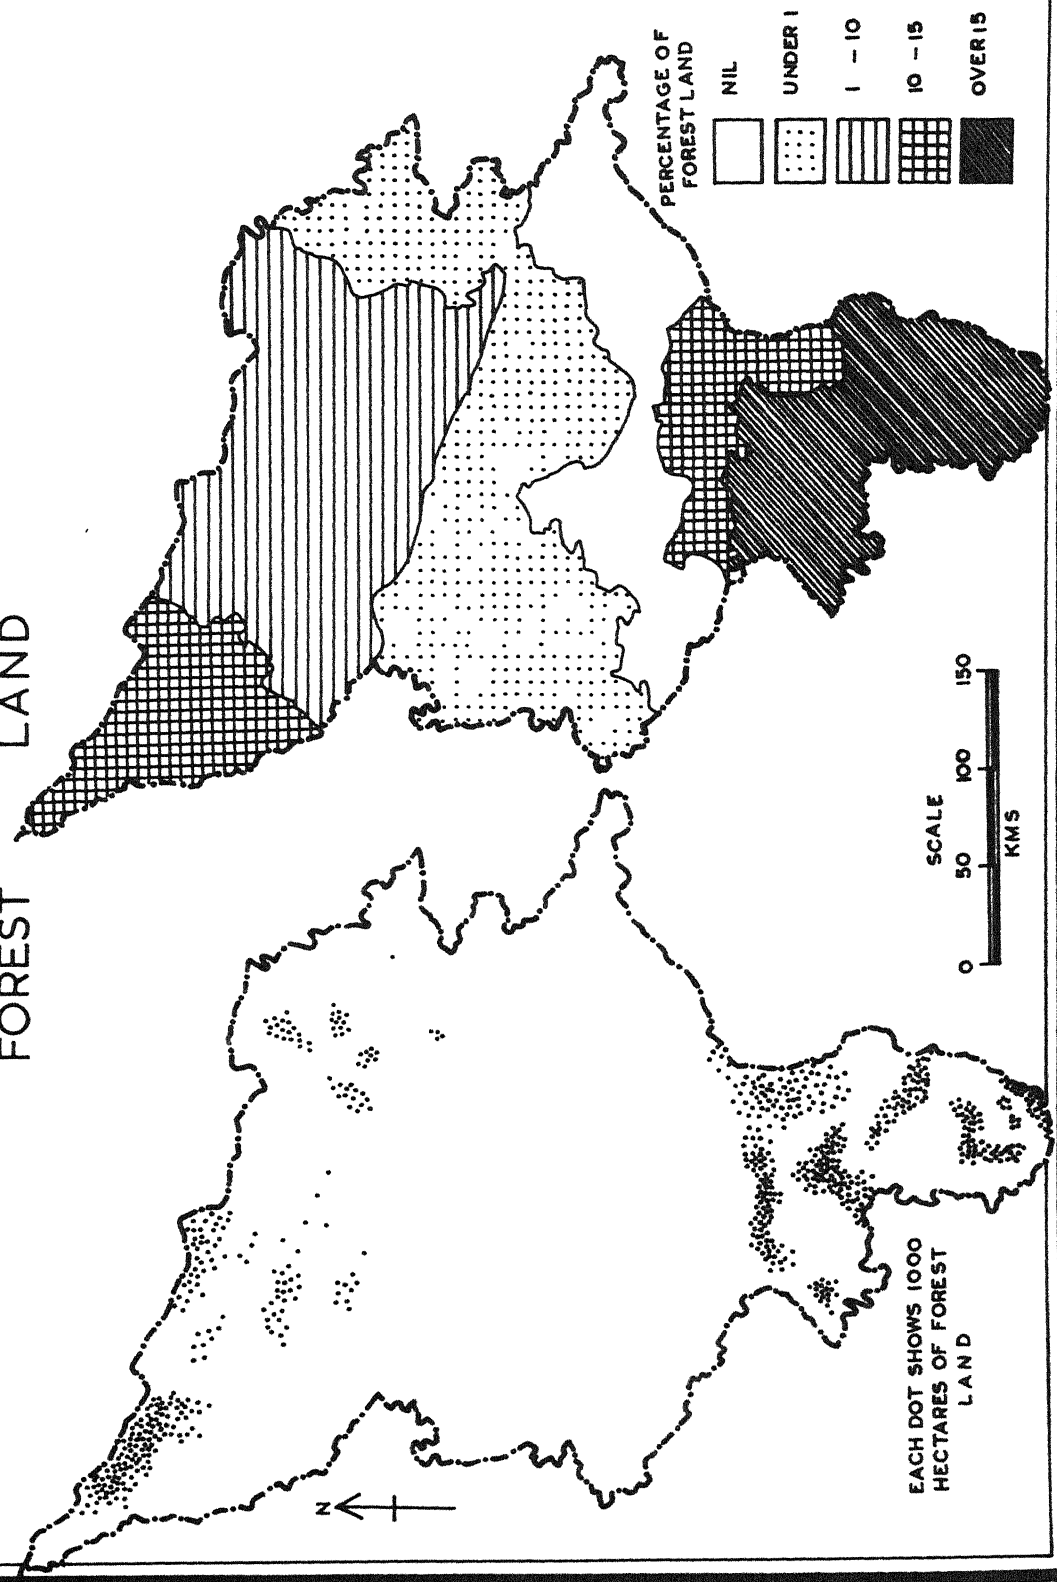 FOREST LAND
PERCENTAGE OF
FOREST LAND
NIL
UNDER 1
1 – 10
10 – 15
OVER 15
N
EACH DOT SHOWS 1000
HECTARES OF FOREST
LAND
SCALE
0 50 100 150
KMS